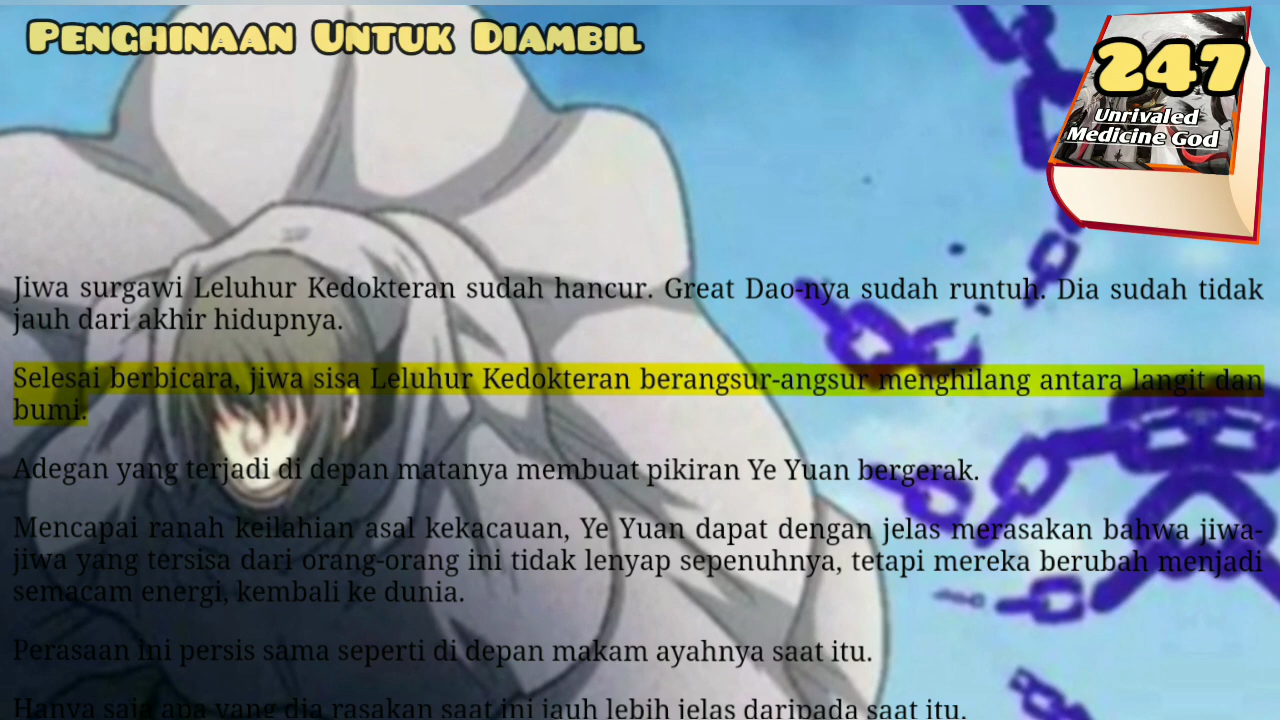 Penghinaan Untuk Diambil
247
Unrivaled
Medicine God
Jiwa surgawi Leluhur Kedokteran sudah hancur. Great Dao-nya sudah runtuh. Dia sudah tidak
jauh dari akhir hidupnya.
Selesai berbicara, jiwa sisa Leluhur Kedokteran berangsur-angsur menghilang antara langit dan
bumi.
Adegan yang terjadi di depan matanya membuat pikiran Ye Yuan bergerak.
Mencapai ranah keilahian asal kekacauan, Ye Yuan dapat dengan jelas merasakan bahwa jiwa-
jiwa yang tersisa dari orang-orang ini tidak lenyap sepenuhnya, tetapi mereka berubah menjadi
semacam energi, kembali ke dunia.
Perasaan ini persis sama seperti di depan makam ayahnya saat itu.
Hanya saja apa yang dia rasakan saat ini jauh lebih jelas daripada saat itu.